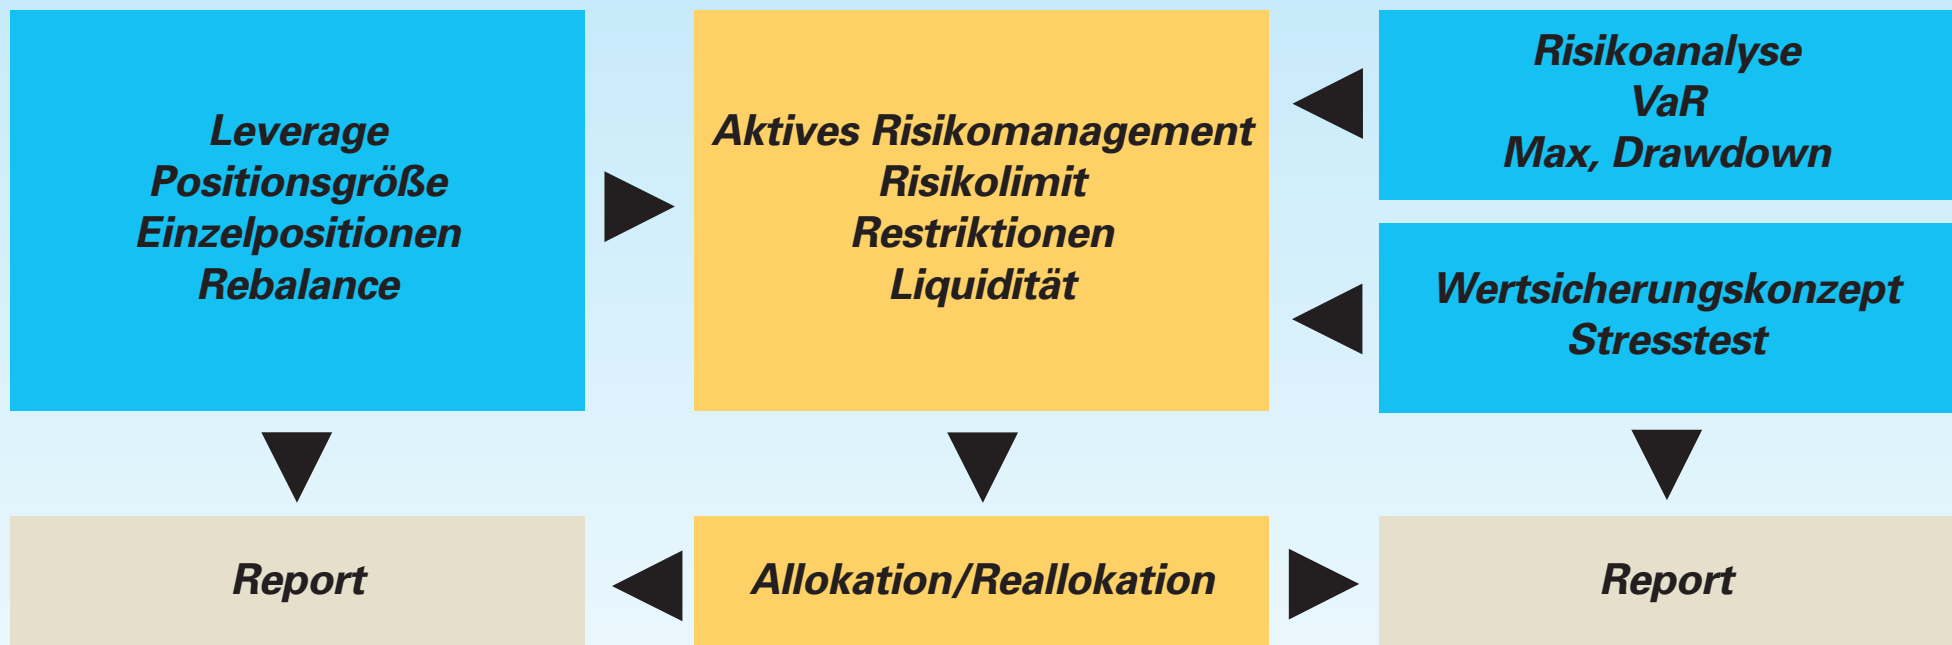 Leverage
Positionsgröße
Einzelpositionen
Rebalance
Aktives Risikomanagement
Risikolimit
Restriktionen
Liquidität
Risikoanalyse
VaR
Max, Drawdown
Wertsicherungskonzept
Stresstest
Report
Allokation/Reallokation
Report